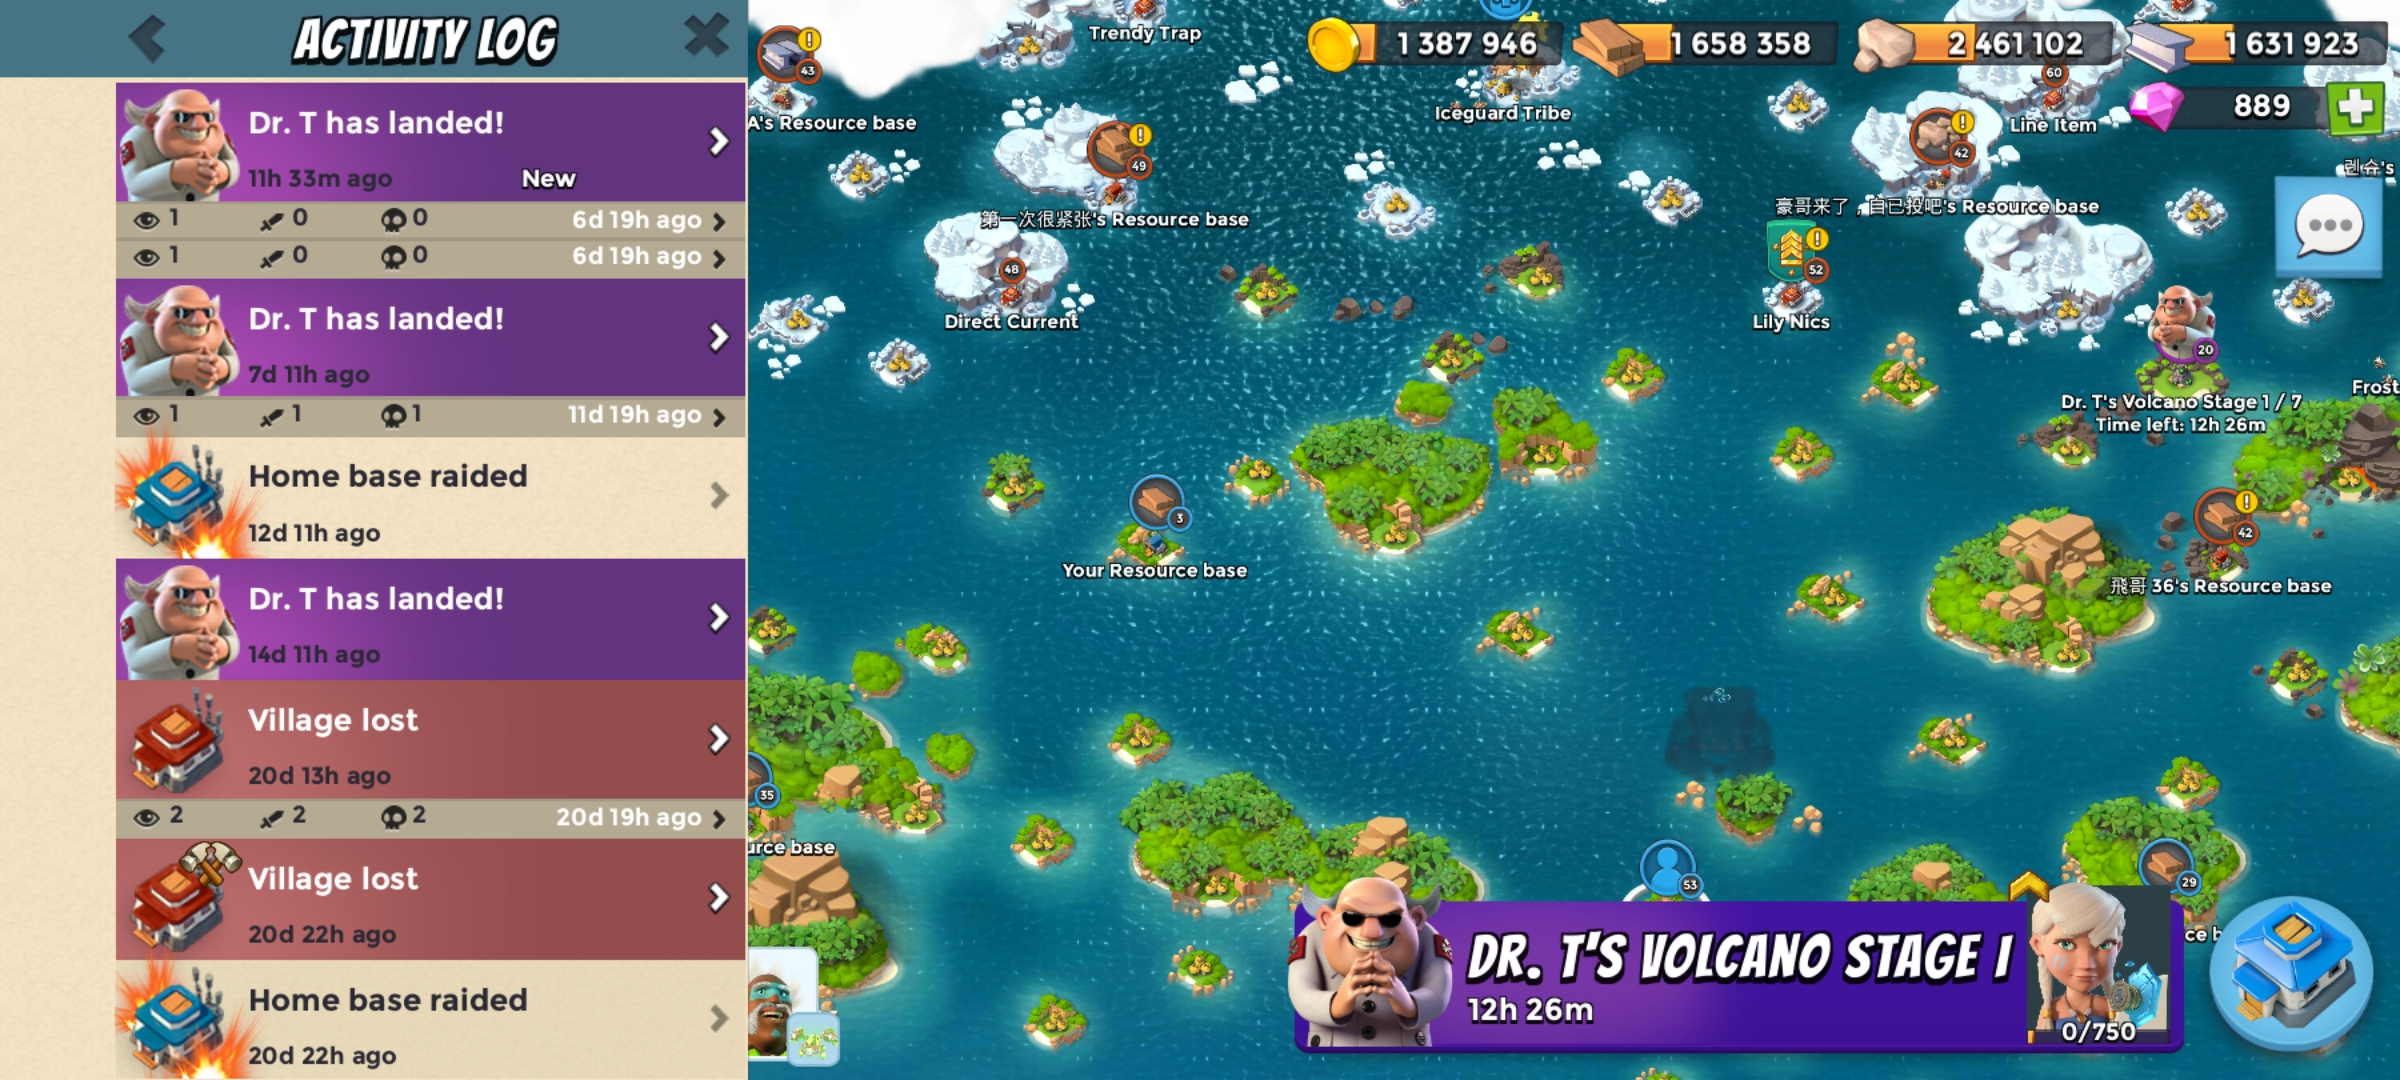 ACTIVITY LOG
Dr. T has landed!
11h 33m ago
New
1 0 0 6d 19h ago
1 0 0 6d 19h ago
Dr. T has landed!
7d 11h ago
1 1 1 11d 19h ago
Home base raided
12d 11h ago
Dr. T has landed!
14d 11h ago
Village lost
20d 13h ago
2 2 2 20d 19h ago
Village lost
20d 22h ago
Home base raided
20d 22h ago
Trendy Trap
1 387 946
1 658 358
2 461 102
1 631 923
889
43
A's Resource base
Iceguard Tribe
60
Line Item
49
第一次很紧张's Resource base
42
豪哥来了，自已投吧's Resource base
렌슈's
48
Direct Current
52
Lily Nics
20
Dr. T's Volcano Stage 1 / 7
Time left: 12h 26m
Frost
3
Your Resource base
42
飛哥 36's Resource base
35
urce base
53
29
ce b
DR. T'S VOLCANO STAGE 1
12h 26m
0/750